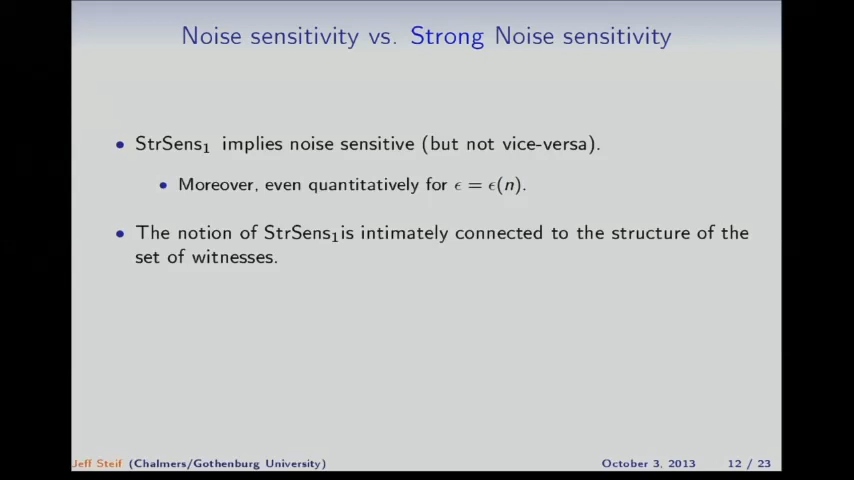 Noise sensitivity vs. Strong Noise sensitivity
• StrSens₁ implies noise sensitive (but not vice-versa).
• Moreover, even quantitatively for ϵ = ϵ(n).
• The notion of StrSens₁is intimately connected to the structure of the
set of witnesses.
Jeff Steif (Chalmers/Gothenburg University) October 3, 2013 12 / 23